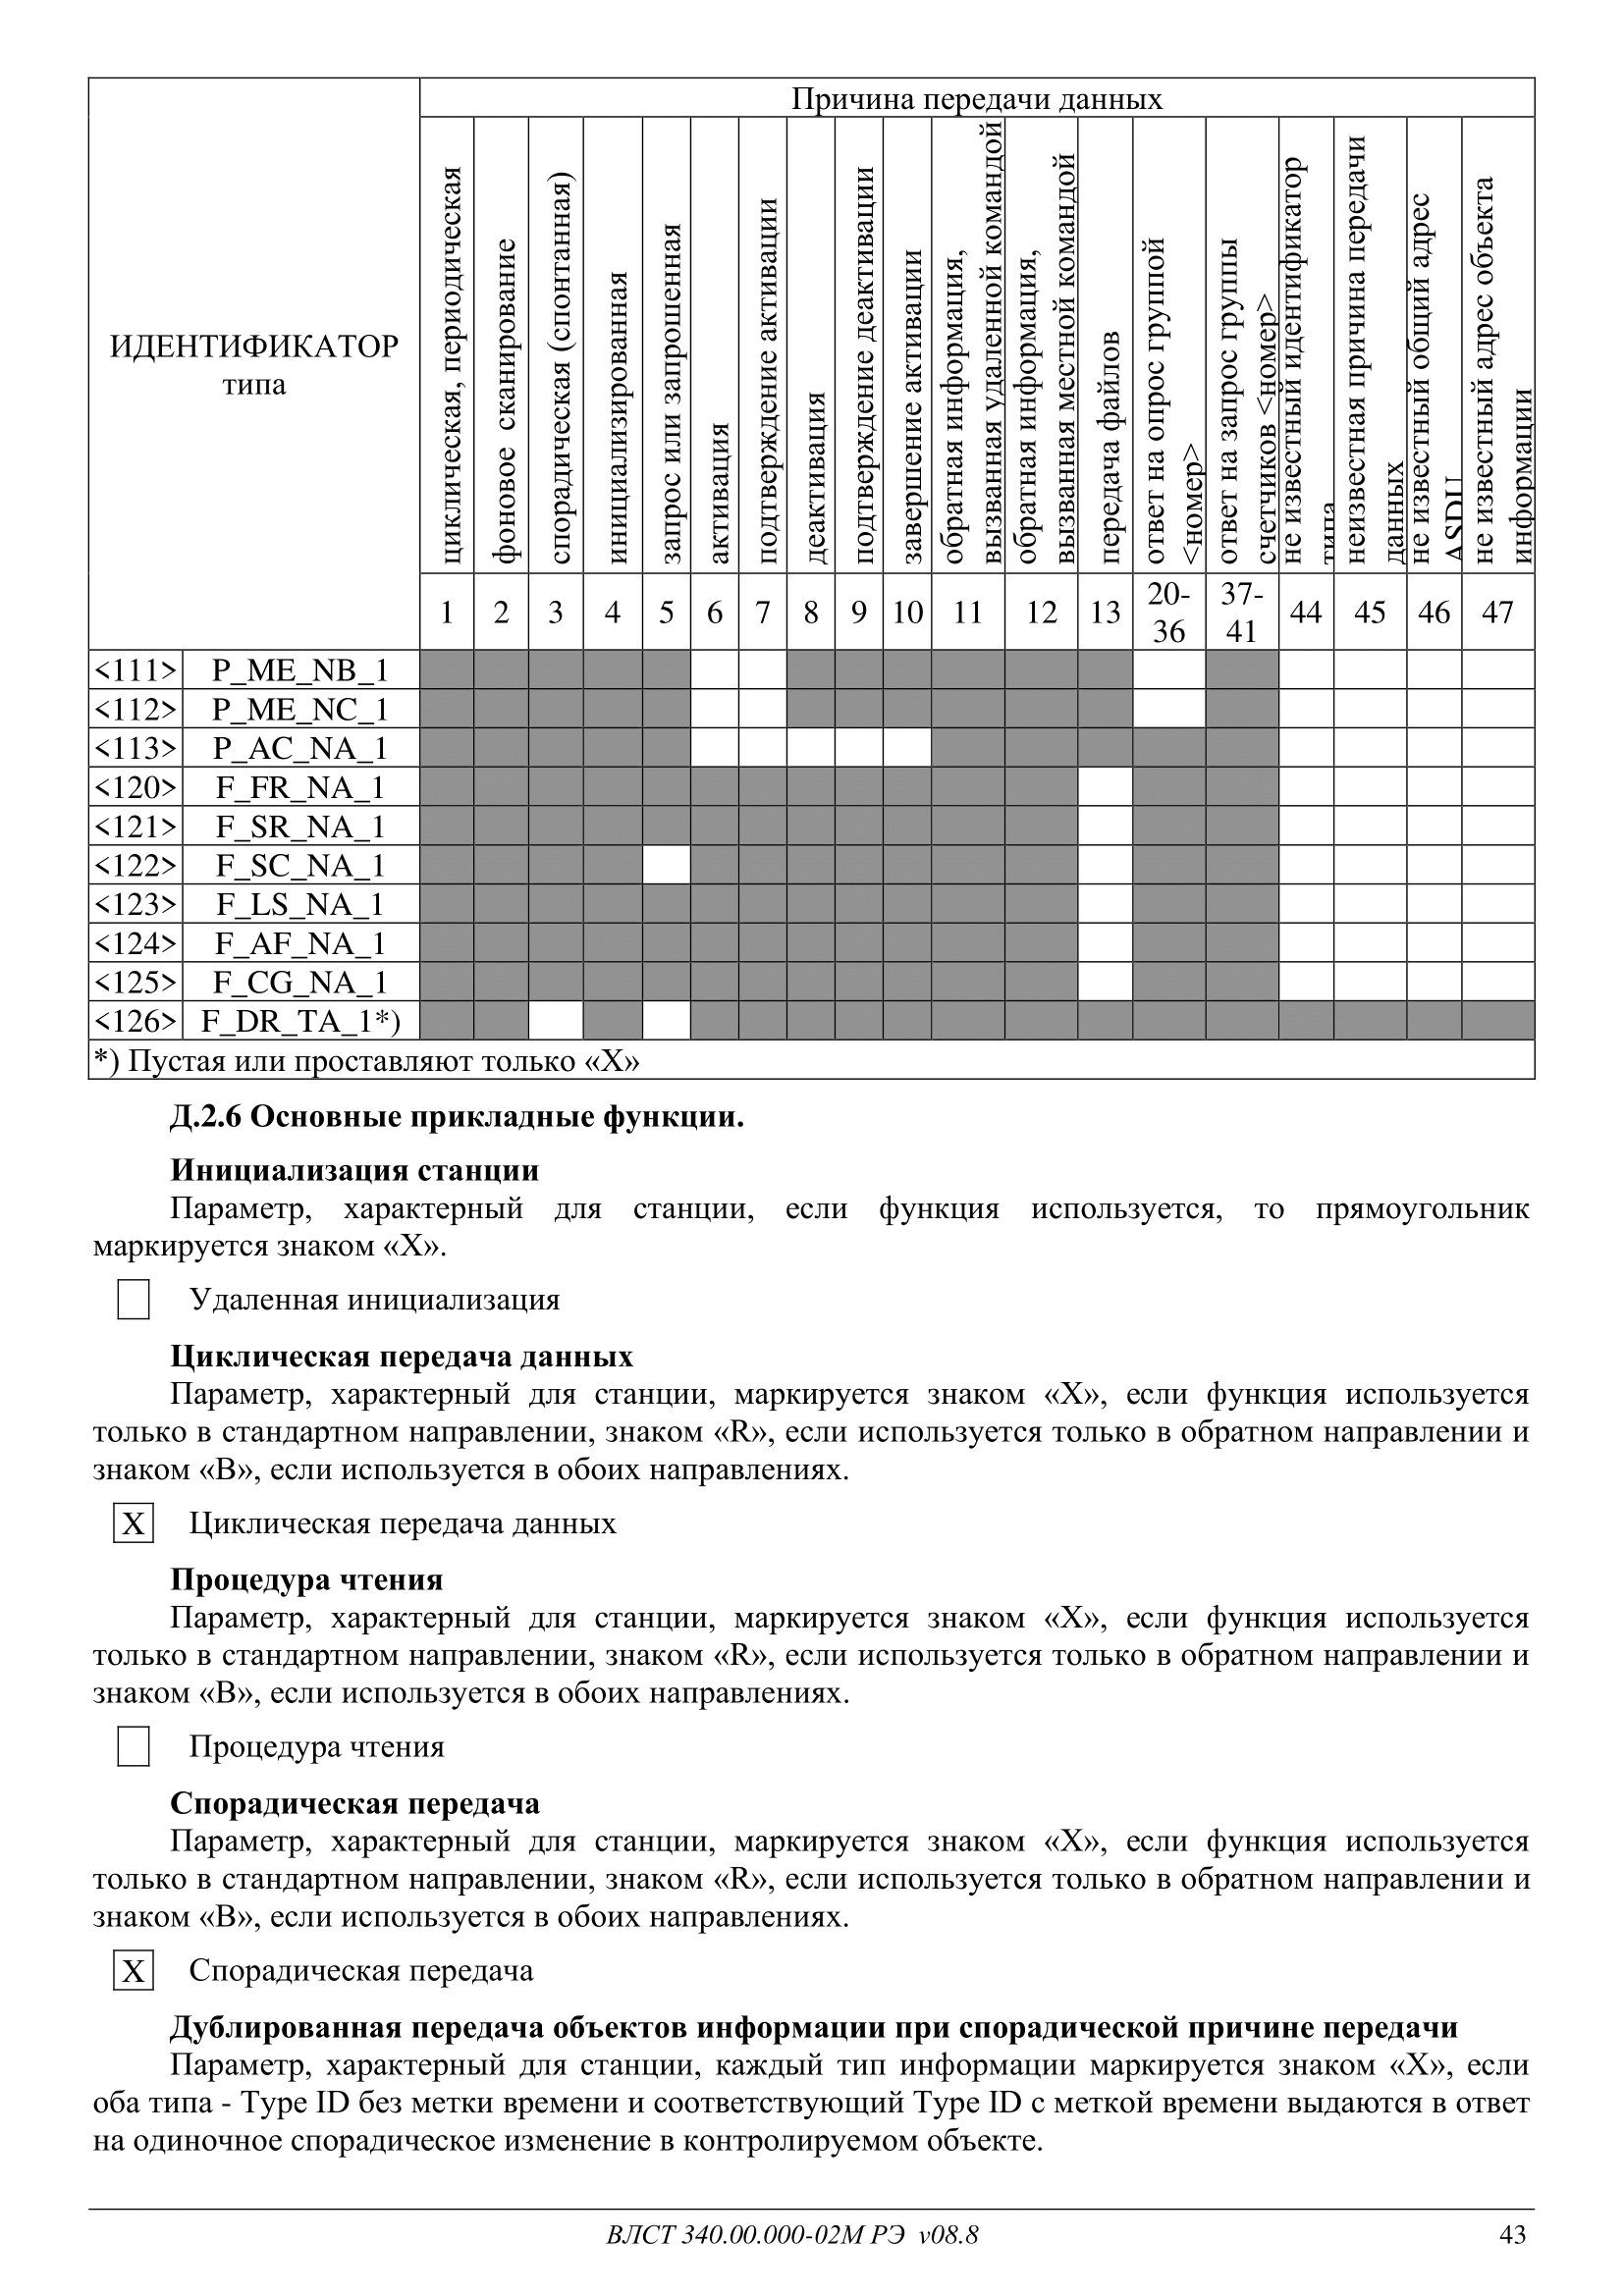 Причина передачи данных
ИДЕНТИФИКАТОР
типа
циклическая, периодическая
фоновое сканирование
спорадическая (спонтанная)
инициализированная
запрос или запрошенная
активация
подтверждение активации
деактивация
подтверждение деактивации
завершение активации
обратная информация,
вызванная удаленной командой
обратная информация,
вызванная местной командой
передача файлов
ответ на опрос группой
<номер>
ответ на запрос группы
счетчиков <номер>
не известный идентификатор
типа
неизвестная причина передачи
данных
не известный общий адрес
ASDU
не известный адрес объекта
информации
1 2 3 4 5 6 7 8 9 10 11 12 13 20-36 37-41 44 45 46 47
<111> P_ME_NB_1
<112> P_ME_NC_1
<113> P_AC_NA_1
<120> F_FR_NA_1
<121> F_SR_NA_1
<122> F_SC_NA_1
<123> F_LS_NA_1
<124> F_AF_NA_1
<125> F_CG_NA_1
<126> F_DR_TA_1*)
*) Пустая или проставляют только «X»
Д.2.6 Основные прикладные функции.
Инициализация станции
Параметр, характерный для станции, если функция используется, то прямоугольник
маркируется знаком «X».
Удаленная инициализация
Циклическая передача данных
Параметр, характерный для станции, маркируется знаком «X», если функция используется
только в стандартном направлении, знаком «R», если используется только в обратном направлении и
знаком «B», если используется в обоих направлениях.
X Циклическая передача данных
Процедура чтения
Параметр, характерный для станции, маркируется знаком «X», если функция используется
только в стандартном направлении, знаком «R», если используется только в обратном направлении и
знаком «B», если используется в обоих направлениях.
Процедура чтения
Спорадическая передача
Параметр, характерный для станции, маркируется знаком «X», если функция используется
только в стандартном направлении, знаком «R», если используется только в обратном направлении и
знаком «B», если используется в обоих направлениях.
X Спорадическая передача
Дублированная передача объектов информации при спорадической причине передачи
Параметр, характерный для станции, каждый тип информации маркируется знаком «X», если
оба типа - Type ID без метки времени и соответствующий Type ID с меткой времени выдаются в ответ
на одиночное спорадическое изменение в контролируемом объекте.
ВЛСТ 340.00.000-02М РЭ v08.8
43